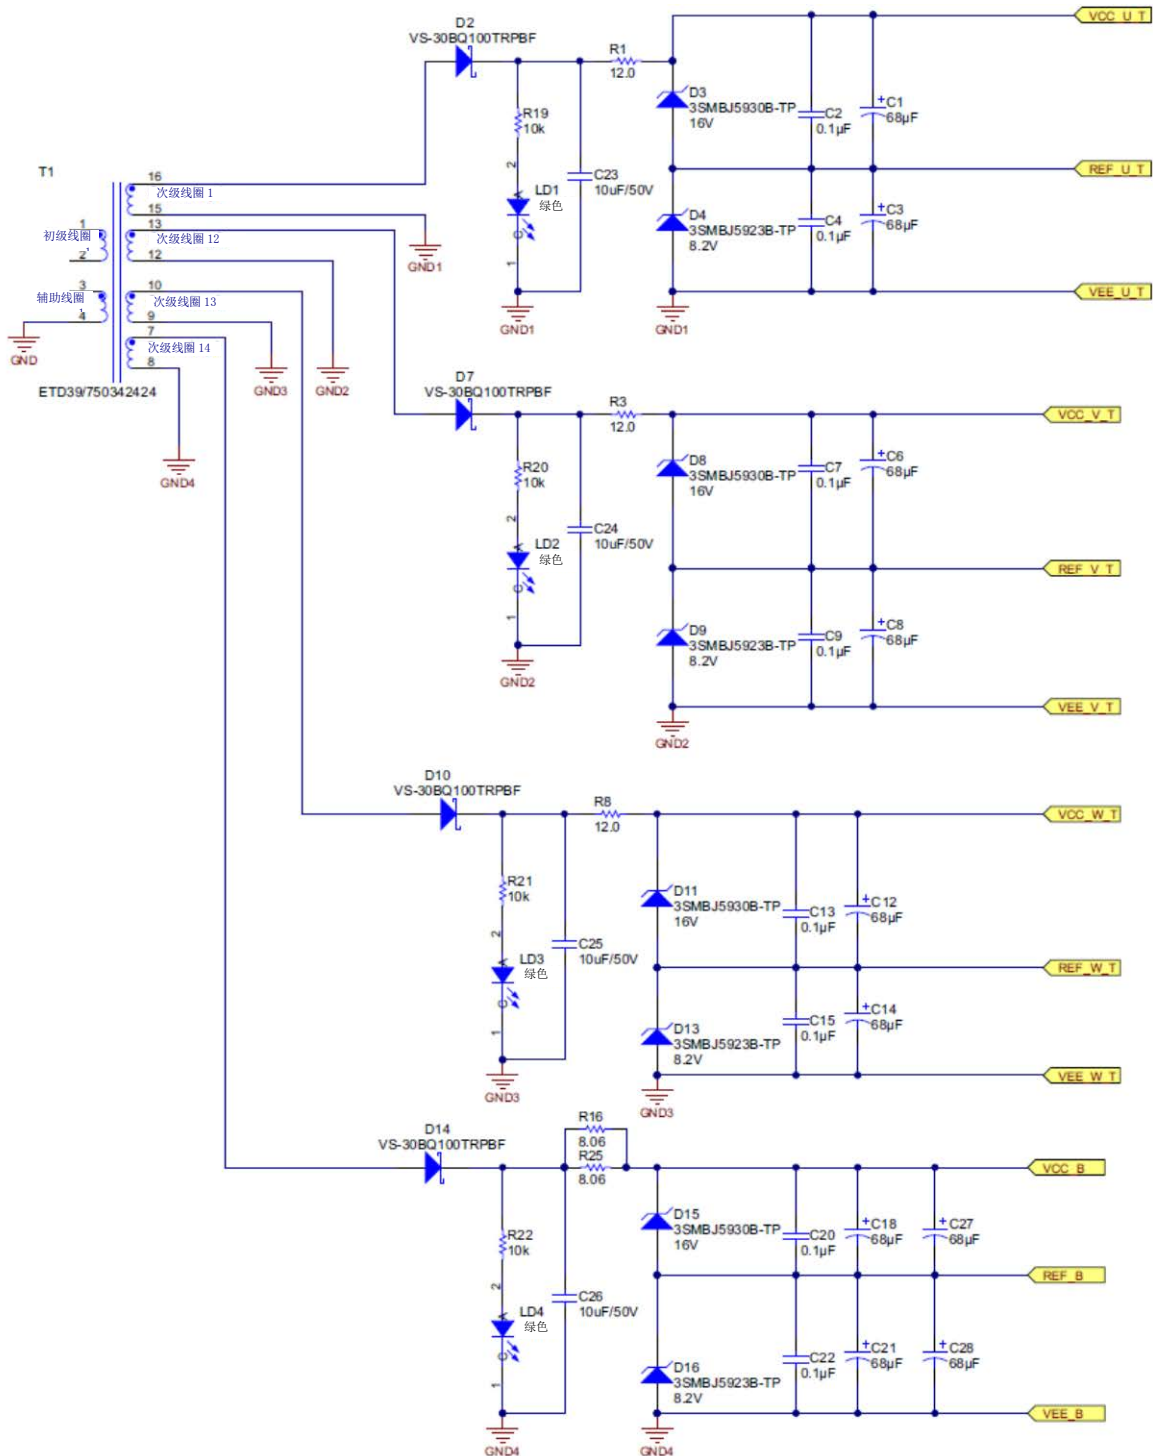 D2
VS-30BQ100TRPBF
VCC_U_T
R1
12.0
R19
10k
D3
3SMBJ5930B-TP
16V
C2
0.1µF
C1
68µF
2
A
LD1
绿色
C
1
C23
10uF/50V
REF_U_T
D4
3SMBJ5923B-TP
8.2V
C4
0.1µF
C3
68µF
VEE_U_T
GND1
GND1
T1
16
次级线圈 1
15
13
次级线圈 12
12
10
次级线圈 13
9
7
次级线圈 14
8
1
初级线圈
2
3
辅助线圈
4
GND
GND1
GND3
GND2
GND4
ETD39/750342424
D7
VS-30BQ100TRPBF
R3
12.0
VCC_V_T
R20
10k
D8
3SMBJ5930B-TP
16V
C7
0.1µF
C6
68µF
2
A
LD2
绿色
C
1
C24
10uF/50V
REF_V_T
D9
3SMBJ5923B-TP
8.2V
C9
0.1µF
C8
68µF
VEE_V_T
GND2
GND2
D10
VS-30BQ100TRPBF
R8
12.0
VCC_W_T
R21
10k
D11
3SMBJ5930B-TP
16V
C13
0.1µF
C12
68µF
2
A
LD3
绿色
C
1
C25
10uF/50V
REF_W_T
D13
3SMBJ5923B-TP
8.2V
C15
0.1µF
C14
68µF
VEE_W_T
GND3
GND3
D14
VS-30BQ100TRPBF
R16
8.06
R25
8.06
VCC_B
R22
10k
D15
3SMBJ5930B-TP
16V
C20
0.1µF
C18
68µF
C27
68µF
2
A
LD4
绿色
C
1
C26
10uF/50V
REF_B
D16
3SMBJ5923B-TP
8.2V
C22
0.1µF
C21
68µF
C28
68µF
VEE_B
GND4
GND4